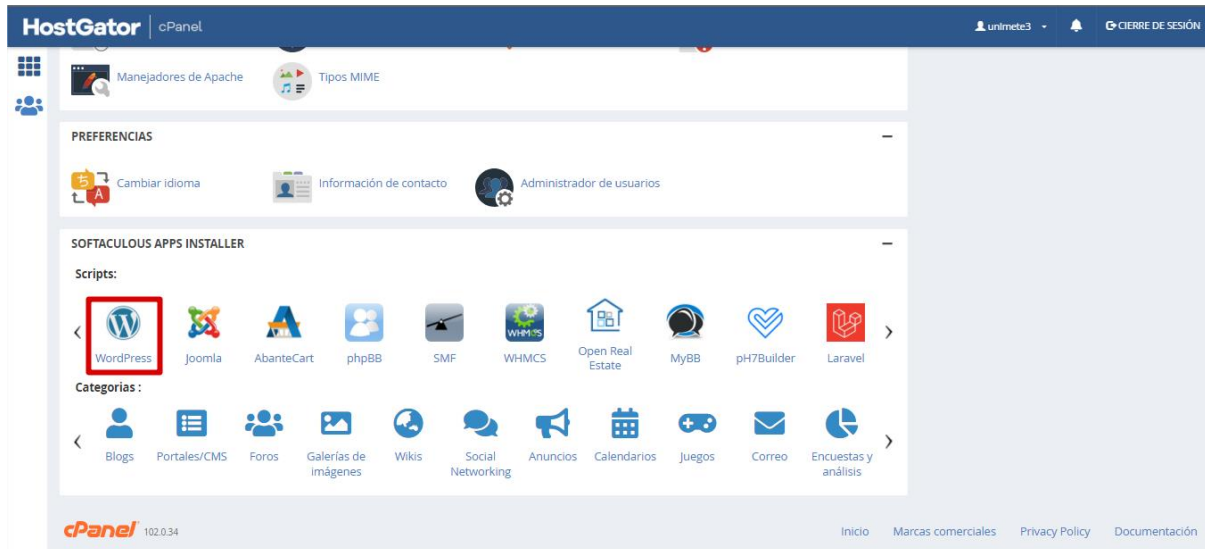 HostGator cPanel unimete3 CIERRE DE SESIÓN
Manejadores de Apache Tipos MIME
PREFERENCIAS
Cambiar idioma Información de contacto Administrador de usuarios
SOFTACULOUS APPS INSTALLER
Scripts:
WHMCS
WordPress Joomla AbanteCart phpBB SMF WHMCS Open Real Estate MyBB pH7Builder Laravel
Categorias :
Blogs Portales/CMS Foros Galerías de imágenes Wikis Social Networking Anuncios Calendarios Juegos Correo Encuestas y análisis
cPanel 102.0.34 Inicio Marcas comerciales Privacy Policy Documentación